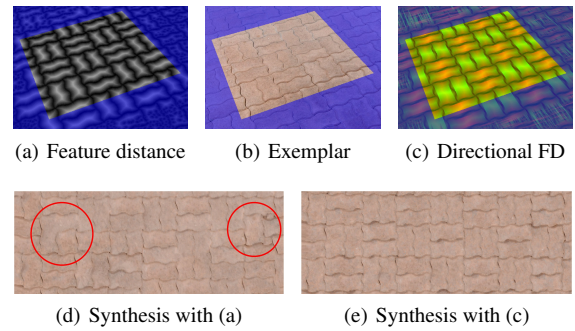 (a) Feature distance
(b) Exemplar
(c) Directional FD
(d) Synthesis with (a)
(e) Synthesis with (c)